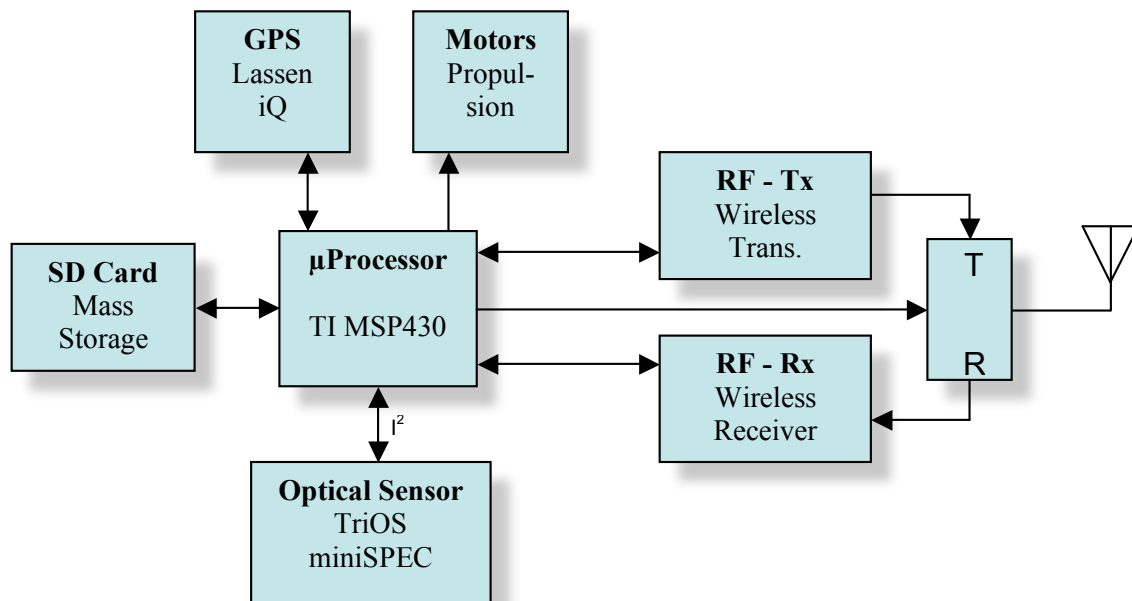 GPS
Lassen
iQ
Motors
Propul-
sion
RF - Tx
Wireless
Trans.
T
R
SD Card
Mass
Storage
µProcessor
TI MSP430
RF - Rx
Wireless
Receiver
I²
Optical Sensor
TriOS
miniSPEC